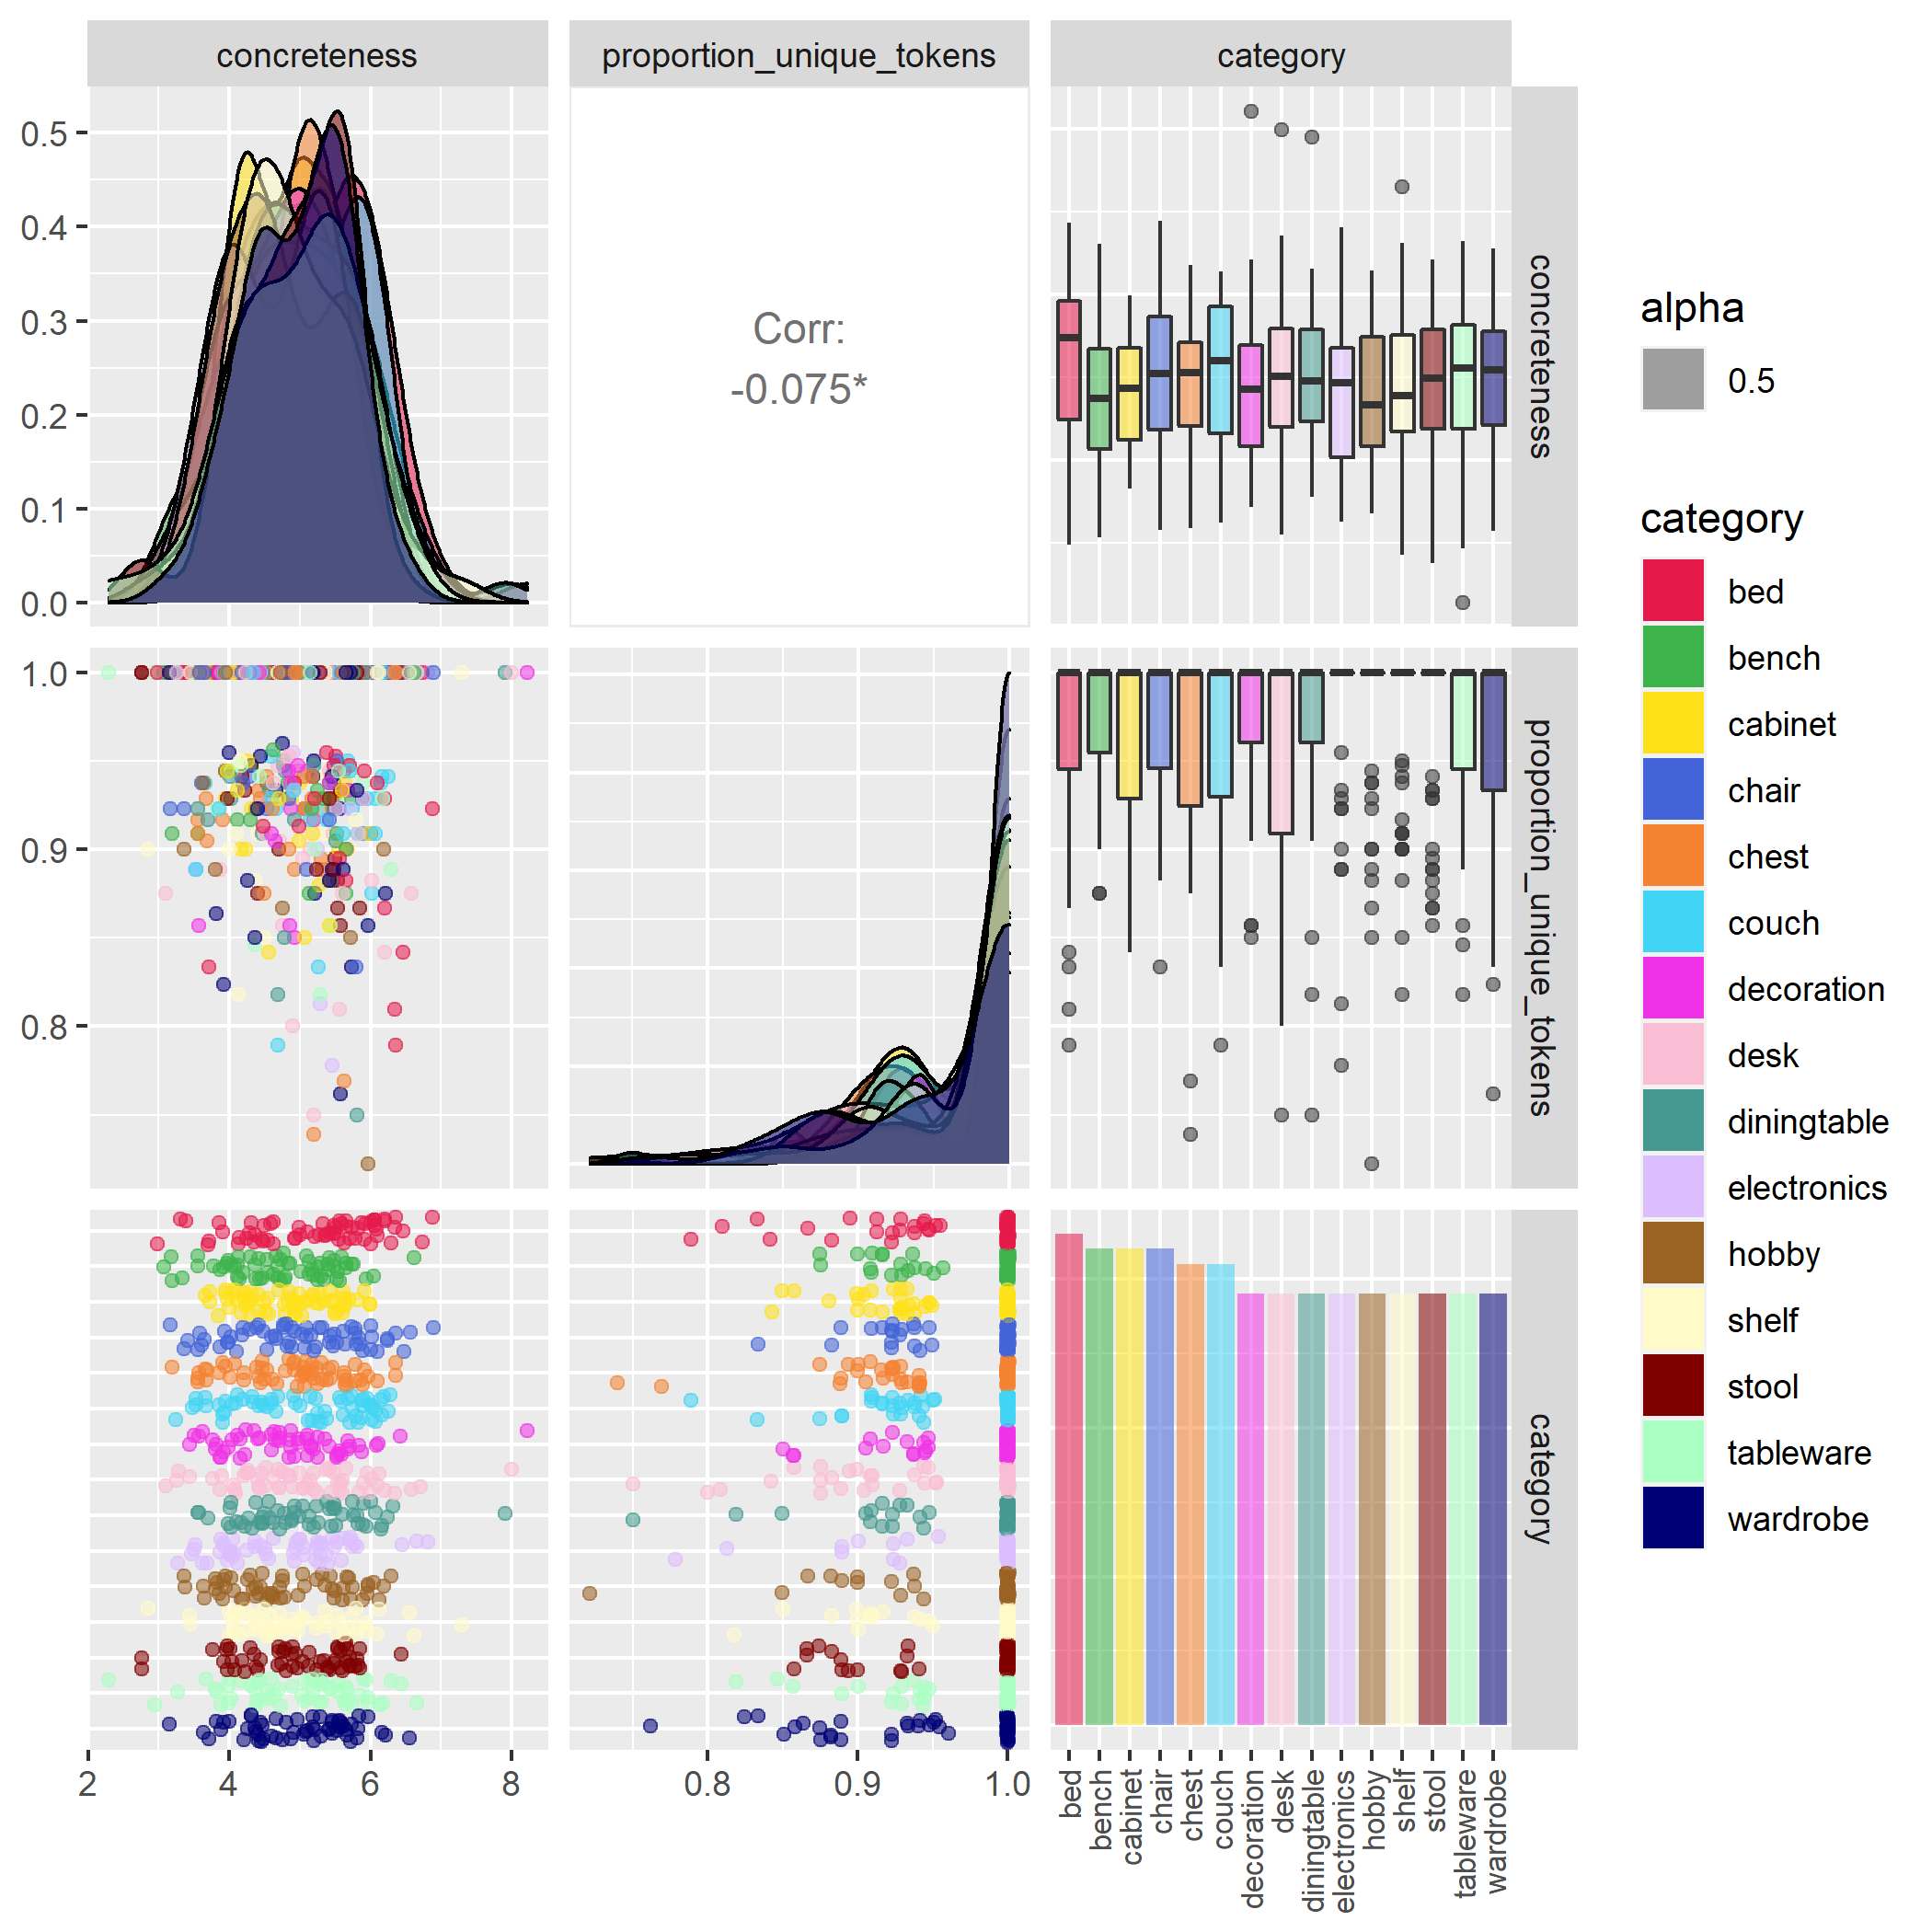 concreteness
proportion_unique_tokens
category
0.5
0.4
0.3
0.2
0.1
0.0
Corr:
-0.075*
concreteness
1.0
0.9
0.8
proportion_unique_tokens
category
2
4
6
8
0.8
0.9
1.0
bed
bench
cabinet
chair
chest
couch
decoration
desk
diningtable
electronics
hobby
shelf
stool
tableware
wardrobe
alpha
0.5
category
bed
bench
cabinet
chair
chest
couch
decoration
desk
diningtable
electronics
hobby
shelf
stool
tableware
wardrobe